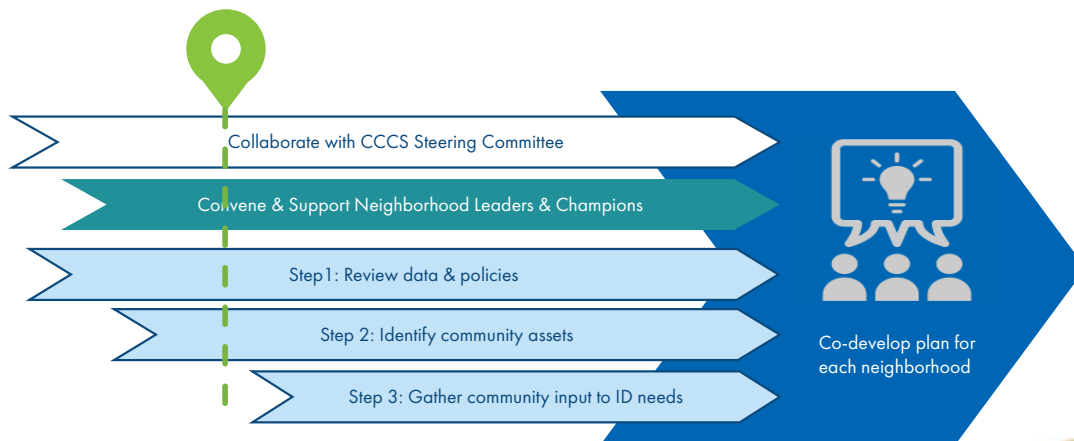 Collaborate with CCCS Steering Committee
Convene & Support Neighborhood Leaders & Champions
Step1: Review data & policies
Step 2: Identify community assets
Step 3: Gather community input to ID needs
Co-develop plan for
each neighborhood